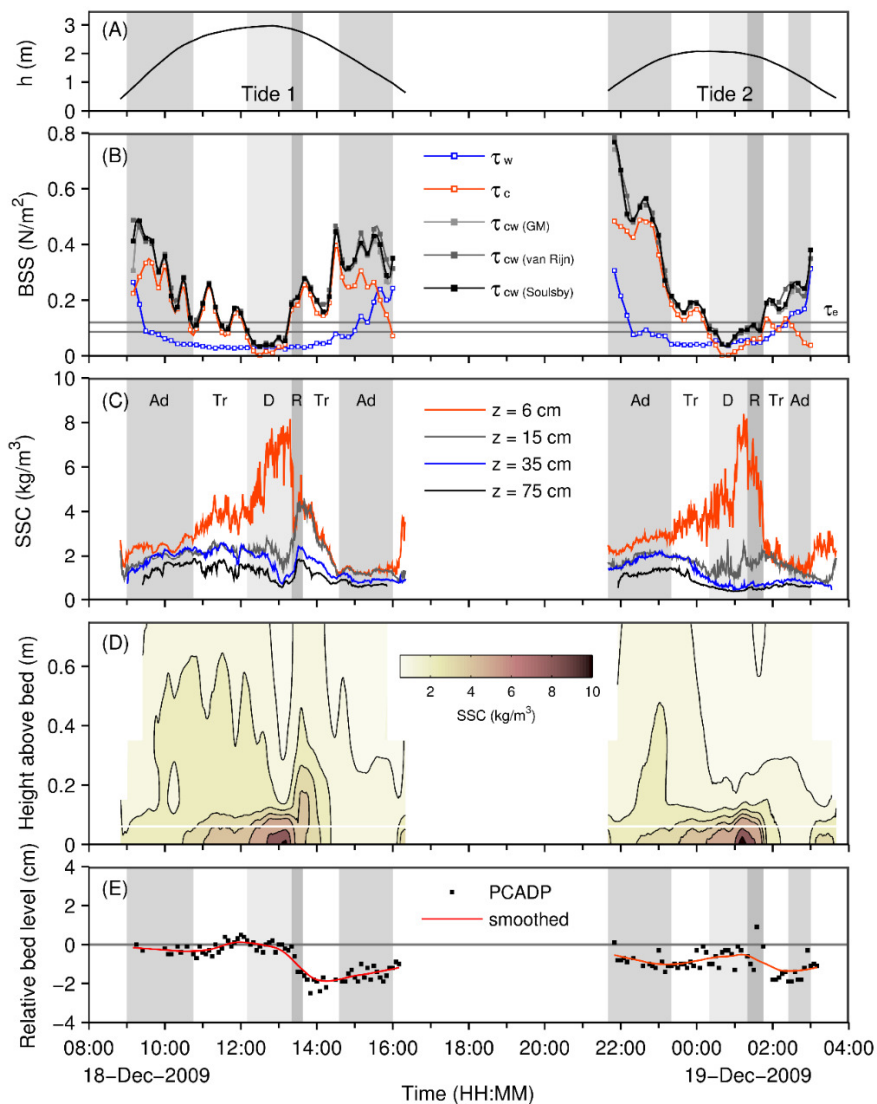 (A)
h (m)
3
2
1
0
Tide 1
Tide 2
(B)
BSS (N/m²)
0.8
0.6
0.4
0.2
0
τw
τc
τcw (GM)
τcw (van Rijn)
τcw (Soulsby)
τe
(C)
SSC (kg/m³)
10
8
6
4
2
0
Ad Tr D R Tr Ad
Ad Tr D R Tr Ad
z = 6 cm
z = 15 cm
z = 35 cm
z = 75 cm
(D)
Height above bed (m)
0.6
0.4
0.2
0
2 4 6 8 10
SSC (kg/m³)
(E)
Relative bed level (cm)
4
2
0
−2
−4
PCADP
smoothed
08:00 10:00 12:00 14:00 16:00 18:00 20:00 22:00 00:00 02:00 04:00
18−Dec−2009 19−Dec−2009
Time (HH:MM)